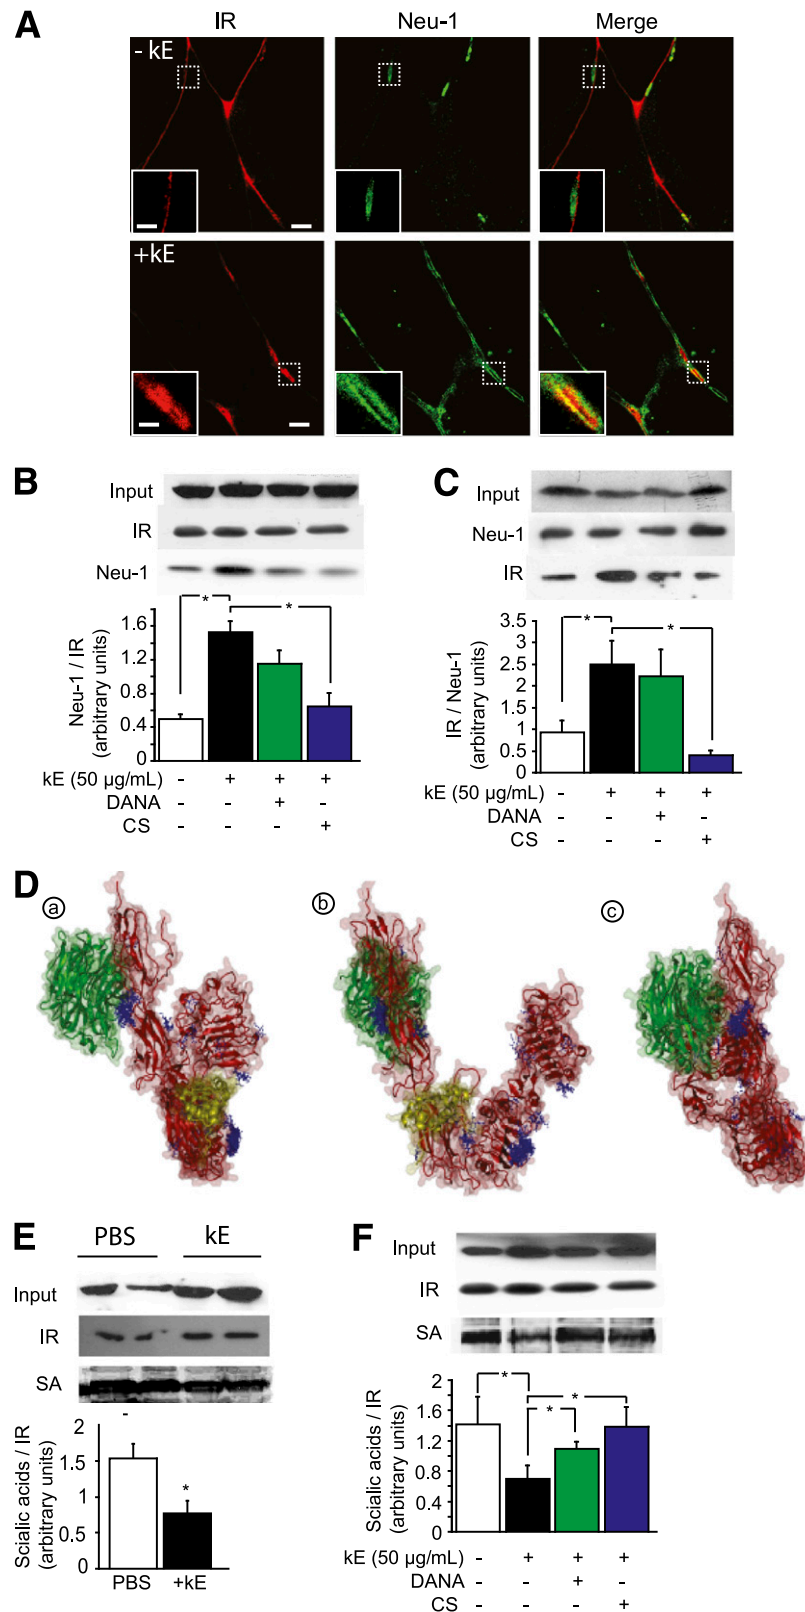 A
IR Neu-1 Merge
- kE
+kE
B
Input
IR
Neu-1
Neu-1 / IR
(arbitrary units)
1.6
1.2
0.8
0.4
0
*
*
kE (50 µg/mL) - + + +
DANA - - + -
CS - - - +
C
Input
Neu-1
IR
IR / Neu-1
(arbitrary units)
3.5
3
2.5
2
1.5
1
0.5
0
*
*
kE (50 µg/mL) - + + +
DANA - - + -
CS - - - +
D
a b c
E
PBS kE
Input
IR
SA
Scialic acids / IR
(arbitrary units)
2
1.5
1
0.5
0
-
*
PBS +kE
F
Input
IR
SA
Scialic acids / IR
(arbitrary units)
2
1.6
1.2
0.8
0.4
0
*
*
*
kE (50 µg/mL) - + + +
DANA - - + -
CS - - - +